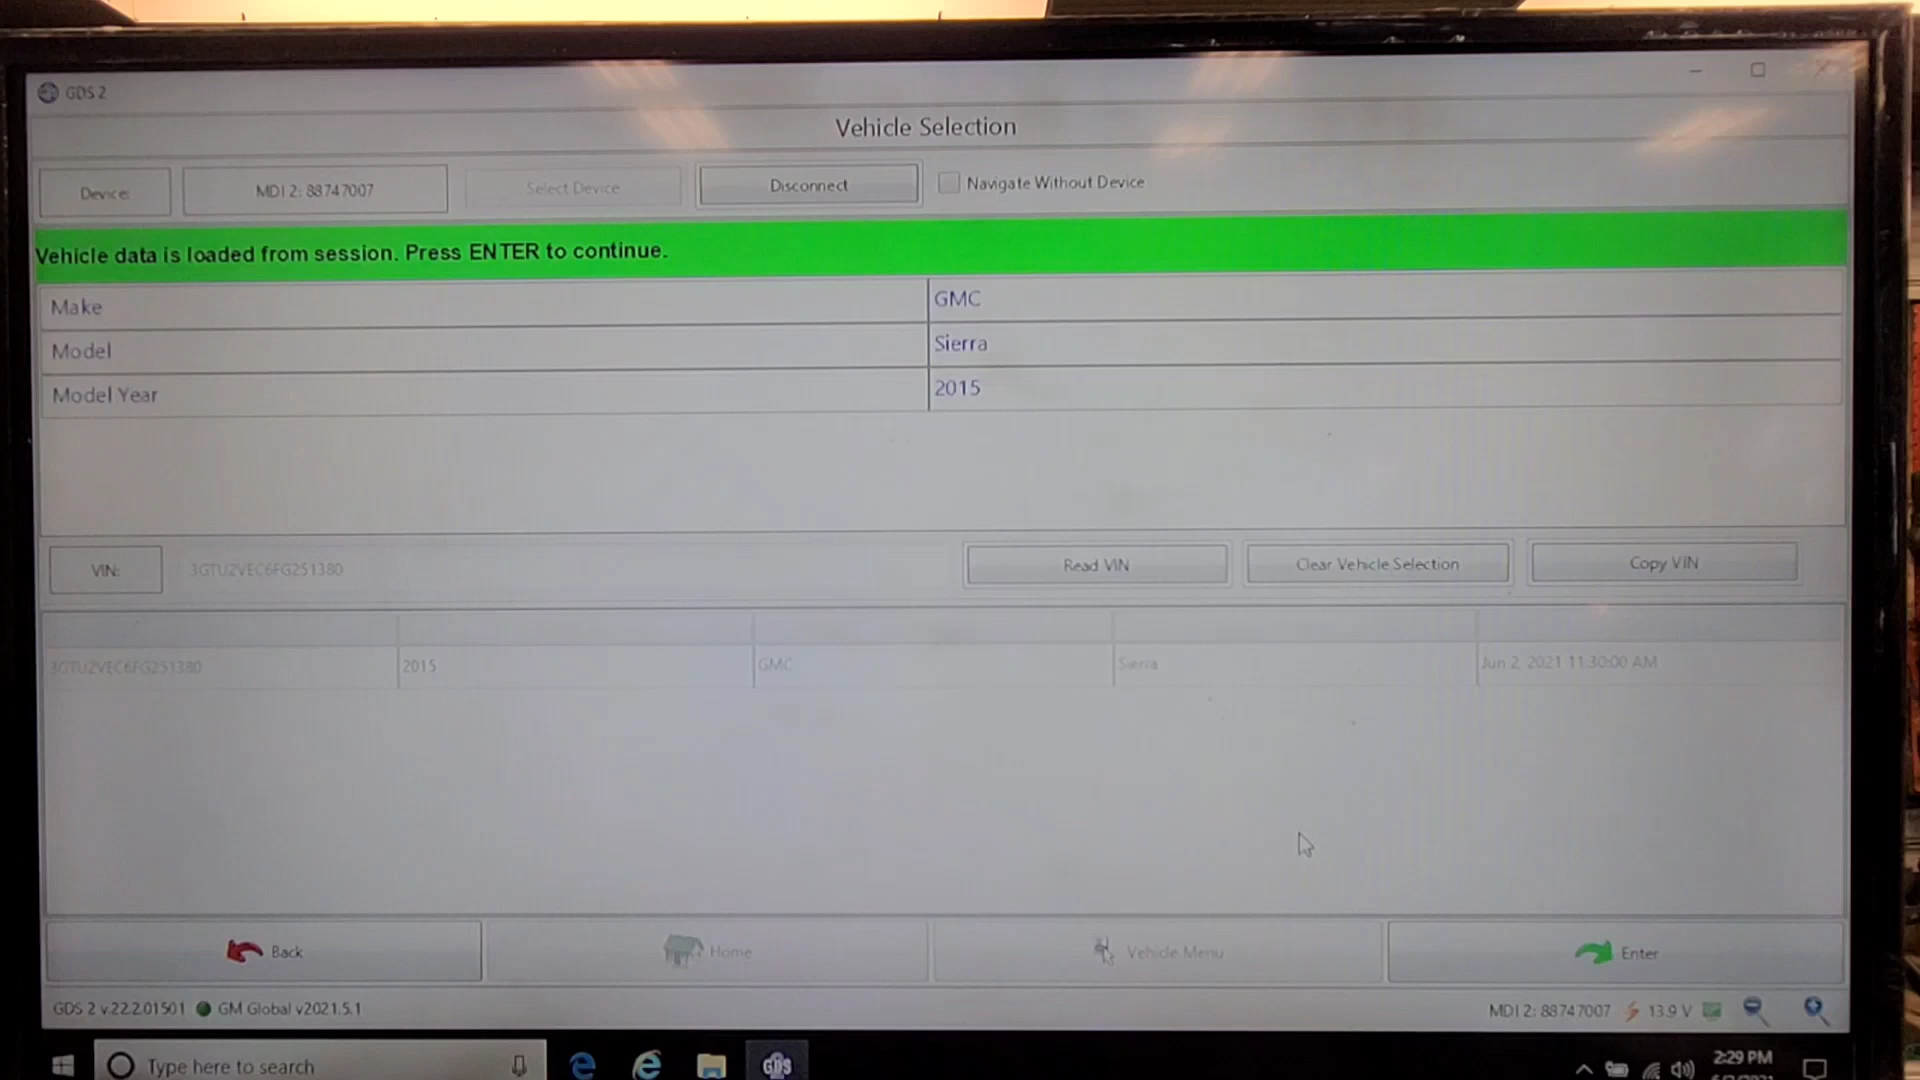 GDS 2
Vehicle Selection
Device:
MDI 2: 88747007
Select Device
Disconnect
Navigate Without Device
Vehicle data is loaded from session. Press ENTER to continue.
Make
GMC
Model
Sierra
Model Year
2015
VIN:
3GTU2VEC6FG251380
Read VIN
Clear Vehicle Selection
Copy VIN
3GTU2VEC6FG251380
2015
GMC
Sierra
Jun 2, 2021 11:30:00 AM
Back
Home
Vehicle Menu
Enter
GDS 2 v.22.2.01501
GM Global v2021.5.1
MDI 2: 88747007
13.9 V
Type here to search
GDS
2:29 PM